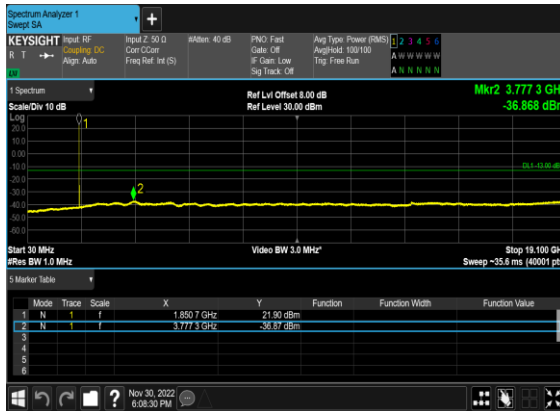 Spectrum Analyzer 1
Swept SA
+
KEYSIGHT Input: RF Input Z: 50 Ω #Atten: 40 dB PNO: Fast Avg Type: Power (RMS) 1 2 3 4 5 6
R T Coupling: DC Corr CCorr Gate: Off Avg|Hold: 100/100 A W W W W W
Align: Auto Freq Ref: Int (S) IF Gain: Low Trig: Free Run
LXI Sig Track: Off A N N N N N
1 Spectrum
Scale/Div 10 dB
Ref Lvl Offset 8.00 dB
Ref Level 30.00 dBm
Mkr2 3.777 3 GHz
-36.868 dBm
Log
1
20.0
10.0
0.00
-10.0
DL1 -13.00 dB
-20.0
-30.0
2
-40.0
-50.0
-60.0
Start 30 MHz Video BW 3.0 MHz* Stop 19.100 GHz
#Res BW 1.0 MHz Sweep ~35.6 ms (40001 pts
5 Marker Table
Mode Trace Scale X Y Function Function Width Function Value
1 N 1 f 1.850 7 GHz 21.90 dBm
2 N 1 f 3.777 3 GHz -36.87 dBm
3
4
5
6
?
Nov 30, 2022
6:08:30 PM